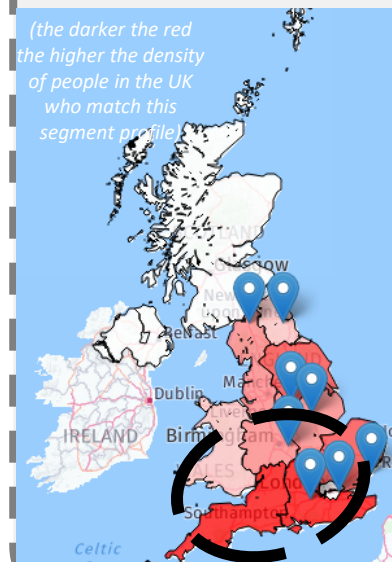 (the darker the red
the higher the density
of people in the UK
who match this
segment profile)
Glasgow
Belfast
Dublin
IRELAND
Birmingham
WALES
Southampton
Celtic